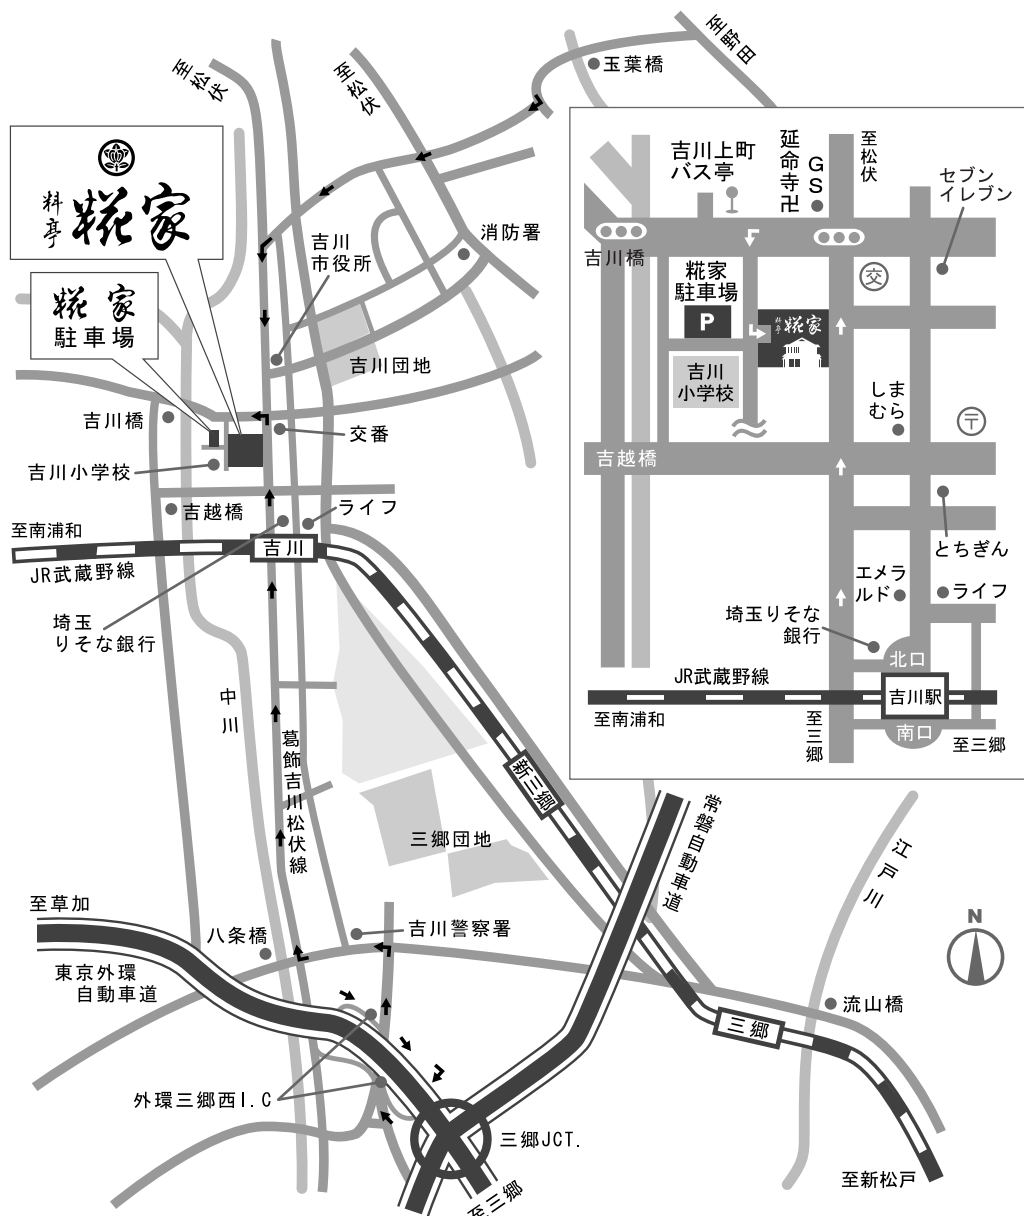 至松伏
至松伏
至野田
玉葉橋
料亭
糀家
糀家
駐車場
吉川
市役所
消防署
吉川団地
吉川橋
交番
吉川小学校
吉越橋
ライフ
至南浦和
吉川
JR武蔵野線
埼玉
りそな銀行
中川
葛飾吉川松伏線
新三郷
三郷団地
常磐自動車道
江戸川
至草加
八条橋
吉川警察署
東京外環
自動車道
N
流山橋
三郷
外環三郷西I.C
三郷JCT.
至三郷
至新松戸
吉川上町
バス亭
延命寺卍
GS
至松伏
セブン
イレブン
吉川橋
交
糀家
駐車場
P
料亭
糀家
吉川
小学校
しま
むら
〒
吉越橋
とちぎん
エメラ
ルド
ライフ
埼玉りそな
銀行
北口
JR武蔵野線
吉川駅
至南浦和
至三郷
南口
至三郷